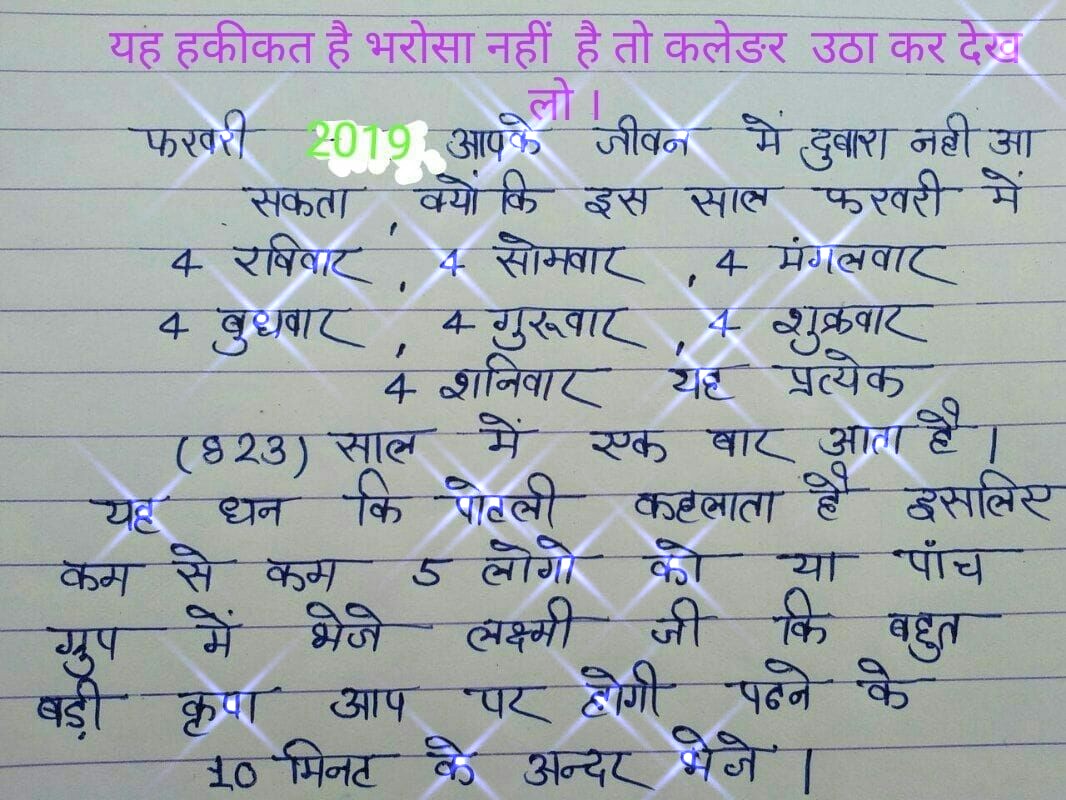 यह हकीकत है भरोसा नहीं है तो कलेङर उठा कर देख
लो ।
फरवरी 2019 आपके जीवन में दुबारा नही आ
सकता , क्यों कि इस साल फरवरी में
4 रविवार , 4 सोमवार , 4 मंगलवार
4 बुधवार , 4 गुरूवार , 4 शुक्रवार
4 शनिवार यह प्रत्येक
(823) साल में एक बार आता है ।
यह धन कि पोटली कहलाता है इसलिए
कम से कम 5 लोगो को या पाँच
ग्रुप में भेजे लक्ष्मी जी कि बहुत
बड़ी कृपा आप पर होगी पढने के
10 मिनट के अन्दर भेजे ।